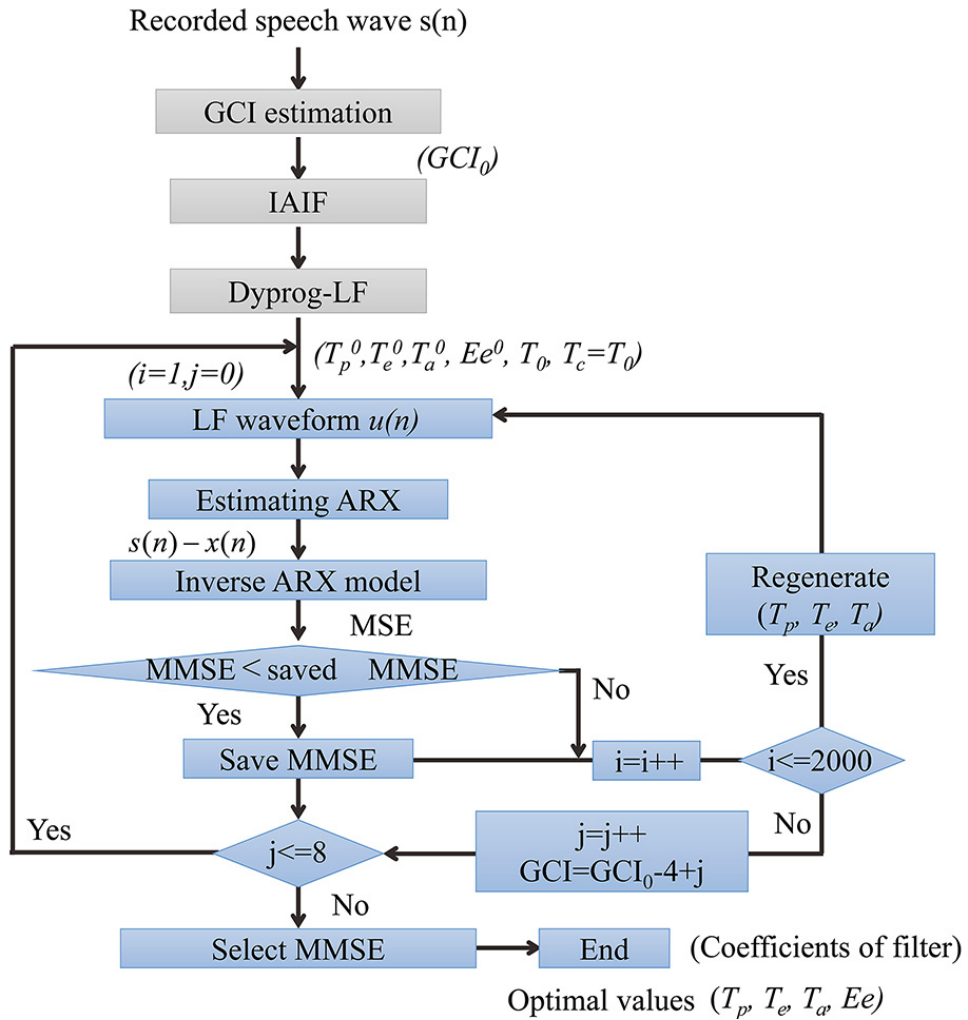 Recorded speech wave s(n)
GCI estimation
(GCI₀)
IAIF
Dyprog-LF
(Tₚ⁰,Tₑ⁰,Tₐ⁰, Ee⁰, T₀, T_c=T₀)
(i=1,j=0)
LF waveform u(n)
Estimating ARX
s(n) − x(n)
Inverse ARX model
Regenerate
(Tₚ, Tₑ, Tₐ)
MSE
MMSE < saved MMSE
No
Yes
Yes
Save MMSE
i=i++
i<=2000
Yes
No
j<=8
j=j++
GCI=GCI₀-4+j
No
Select MMSE
End
(Coefficients of filter)
Optimal values (Tₚ, Tₑ, Tₐ, Ee)